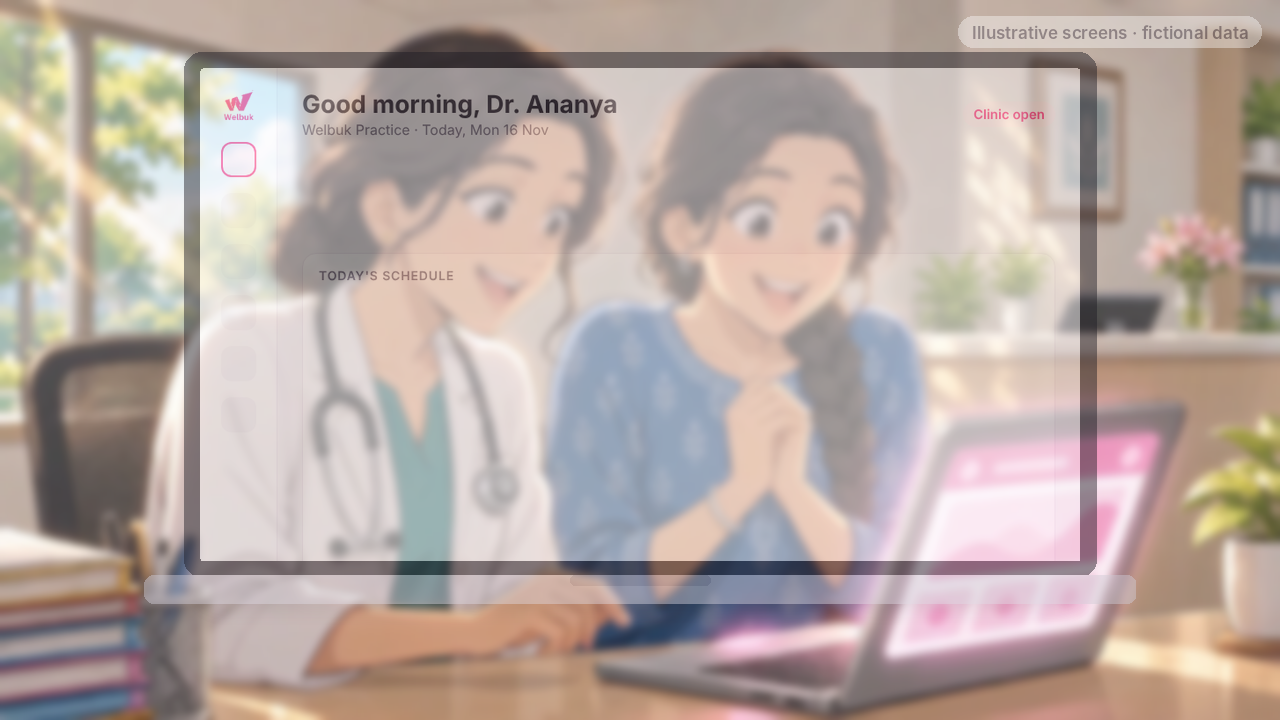 Illustrative screens · fictional data
Welbuk
Good morning, Dr. Ananya
Welbuk Practice · Today, Mon 16 Nov
Clinic open
TODAY'S SCHEDULE